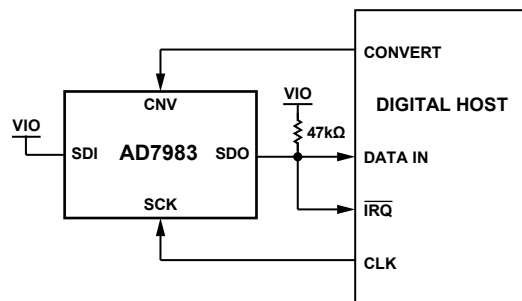 CONVERT
CNV
VIO
DIGITAL HOST
VIO
47kΩ
SDI
AD7983
SDO
DATA IN
SCK
IRQ
CLK